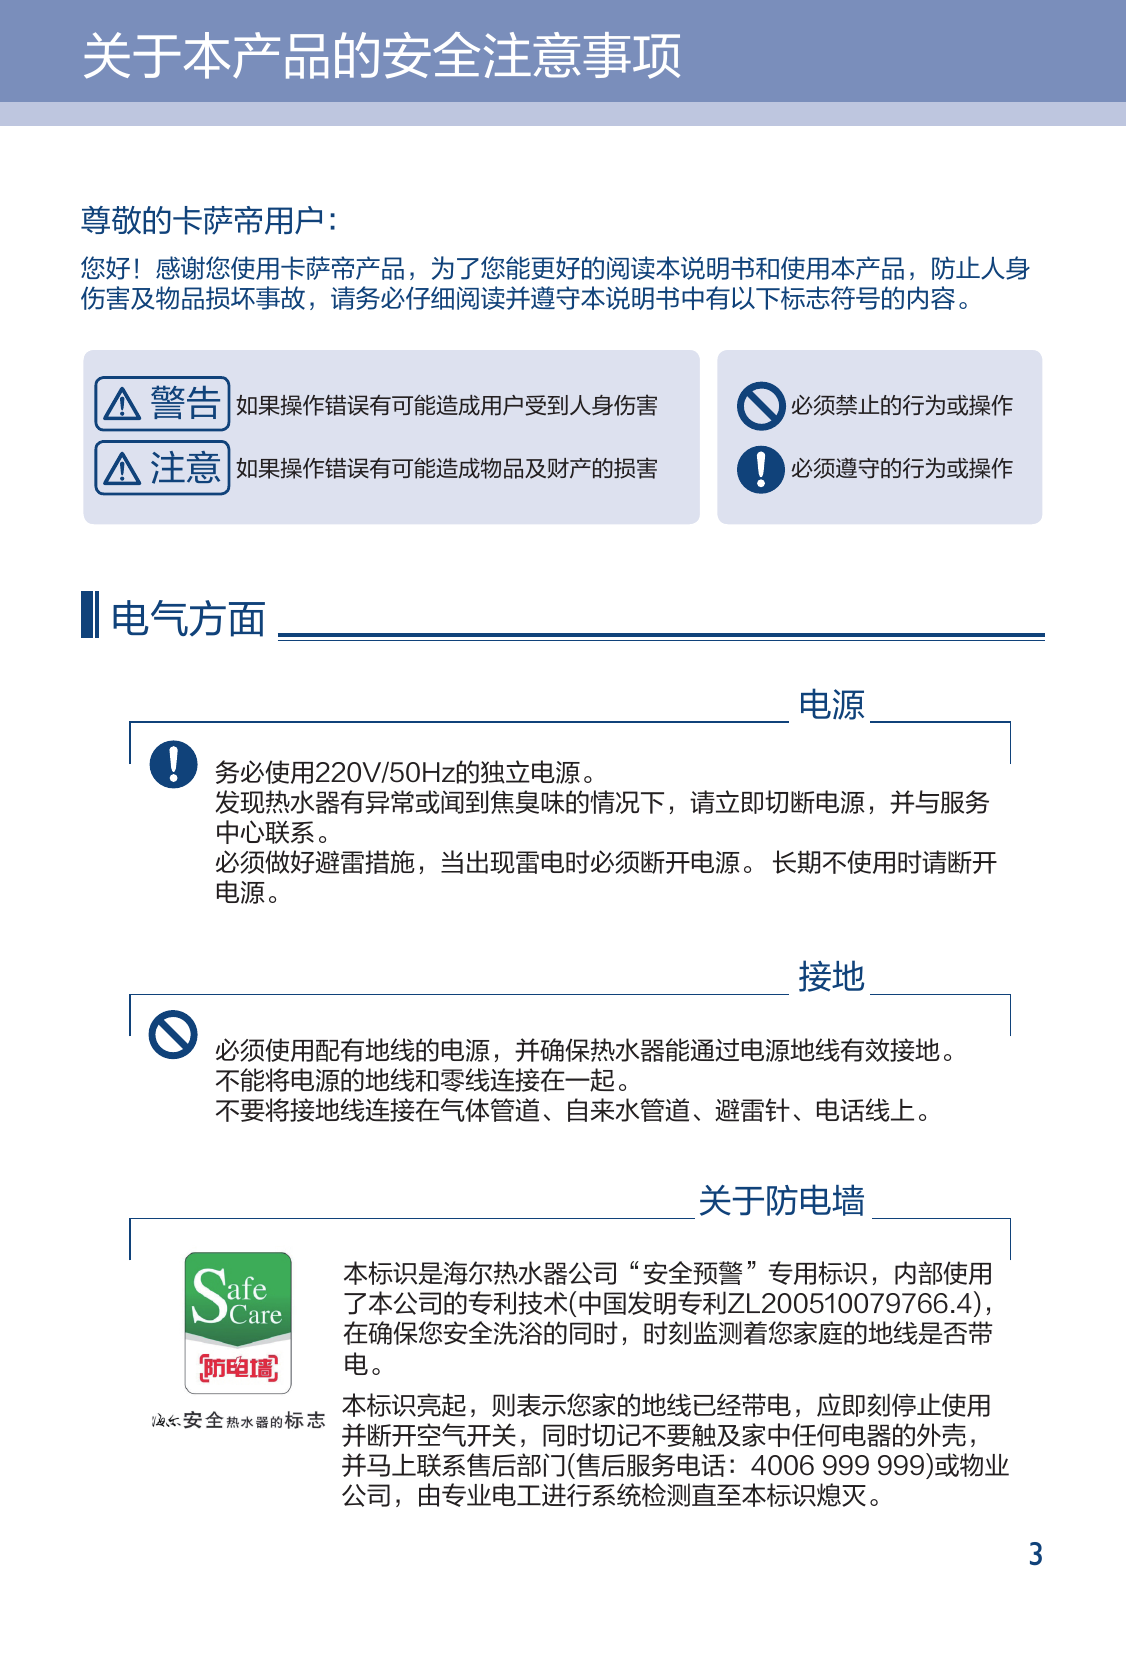 关于本产品的安全注意事项
尊敬的卡萨帝用户：
您好！感谢您使用卡萨帝产品，为了您能更好的阅读本说明书和使用本产品，防止人身
伤害及物品损坏事故，请务必仔细阅读并遵守本说明书中有以下标志符号的内容。
警告 如果操作错误有可能造成用户受到人身伤害
注意 如果操作错误有可能造成物品及财产的损害
必须禁止的行为或操作
必须遵守的行为或操作
电气方面
电源
务必使用220V/50Hz的独立电源。
发现热水器有异常或闻到焦臭味的情况下，请立即切断电源，并与服务
中心联系。
必须做好避雷措施，当出现雷电时必须断开电源。 长期不使用时请断开
电源。
接地
必须使用配有地线的电源，并确保热水器能通过电源地线有效接地。
不能将电源的地线和零线连接在一起。
不要将接地线连接在气体管道、自来水管道、避雷针、电话线上。
关于防电墙
Safe
Care
防电墙
海尔安全热水器的标志
本标识是海尔热水器公司“安全预警”专用标识，内部使用
了本公司的专利技术(中国发明专利ZL200510079766.4)，
在确保您安全洗浴的同时，时刻监测着您家庭的地线是否带
电。
本标识亮起，则表示您家的地线已经带电，应即刻停止使用
并断开空气开关，同时切记不要触及家中任何电器的外壳，
并马上联系售后部门(售后服务电话：4006 999 999)或物业
公司，由专业电工进行系统检测直至本标识熄灭。
3